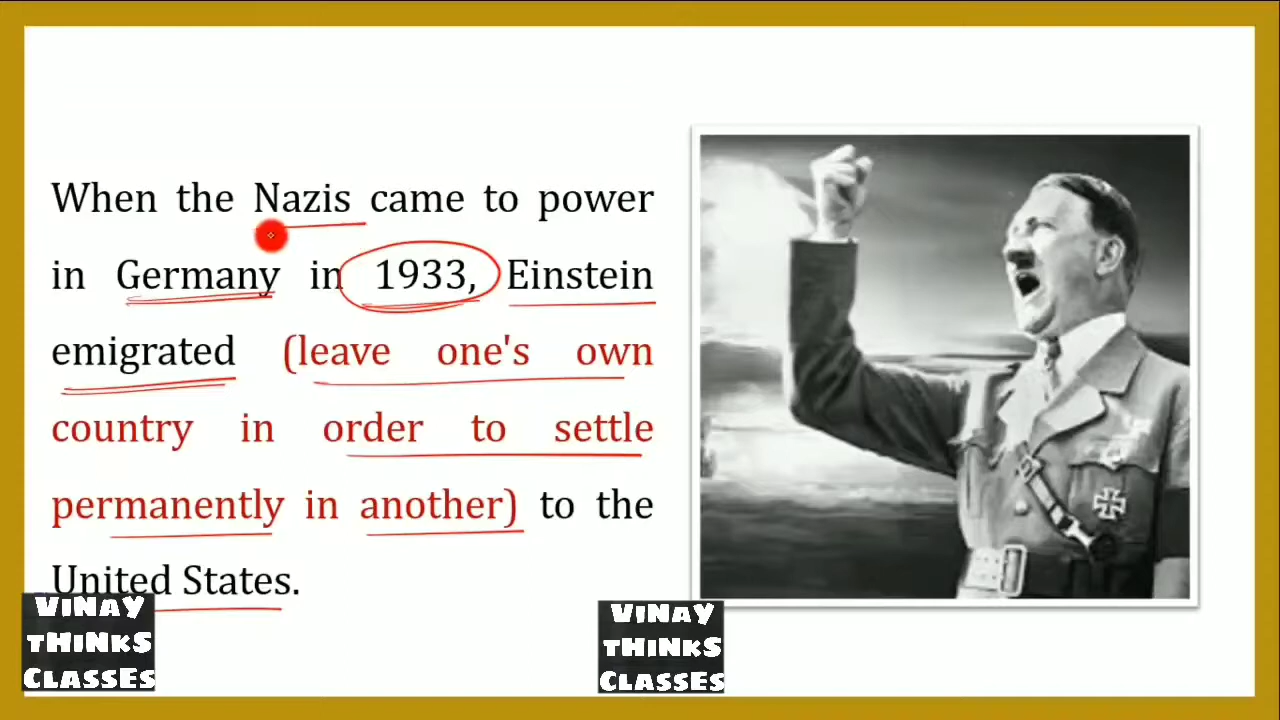 When the Nazis came to power
in Germany in 1933, Einstein
emigrated (leave one's own
country in order to settle
permanently in another) to the
United States.
ViNAY
THiNKS
CLASSES
ViNAY
THiNKS
CLASSES